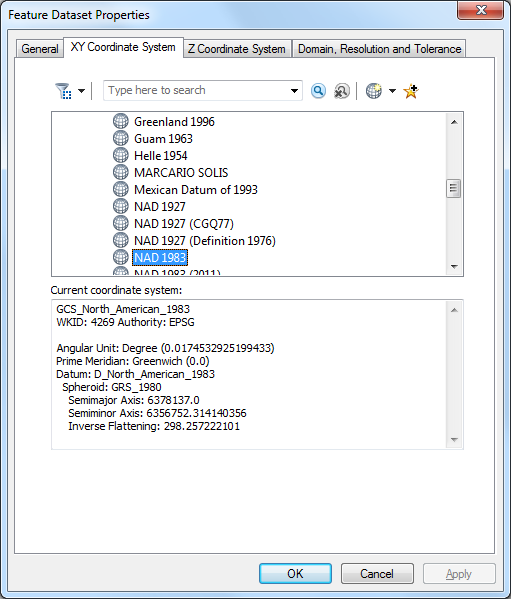 Feature Dataset Properties
General XY Coordinate System Z Coordinate System Domain, Resolution and Tolerance
Type here to search
Greenland 1996
Guam 1963
Helle 1954
MARCARIO SOLIS
Mexican Datum of 1993
NAD 1927
NAD 1927 (CGQ77)
NAD 1927 (Definition 1976)
NAD 1983
NAD 1983 (2011)
Current coordinate system:
GCS_North_American_1983
WKID: 4269 Authority: EPSG
Angular Unit: Degree (0.0174532925199433)
Prime Meridian: Greenwich (0.0)
Datum: D_North_American_1983
Spheroid: GRS_1980
Semimajor Axis: 6378137.0
Semiminor Axis: 6356752.314140356
Inverse Flattening: 298.257222101
OK Cancel Apply